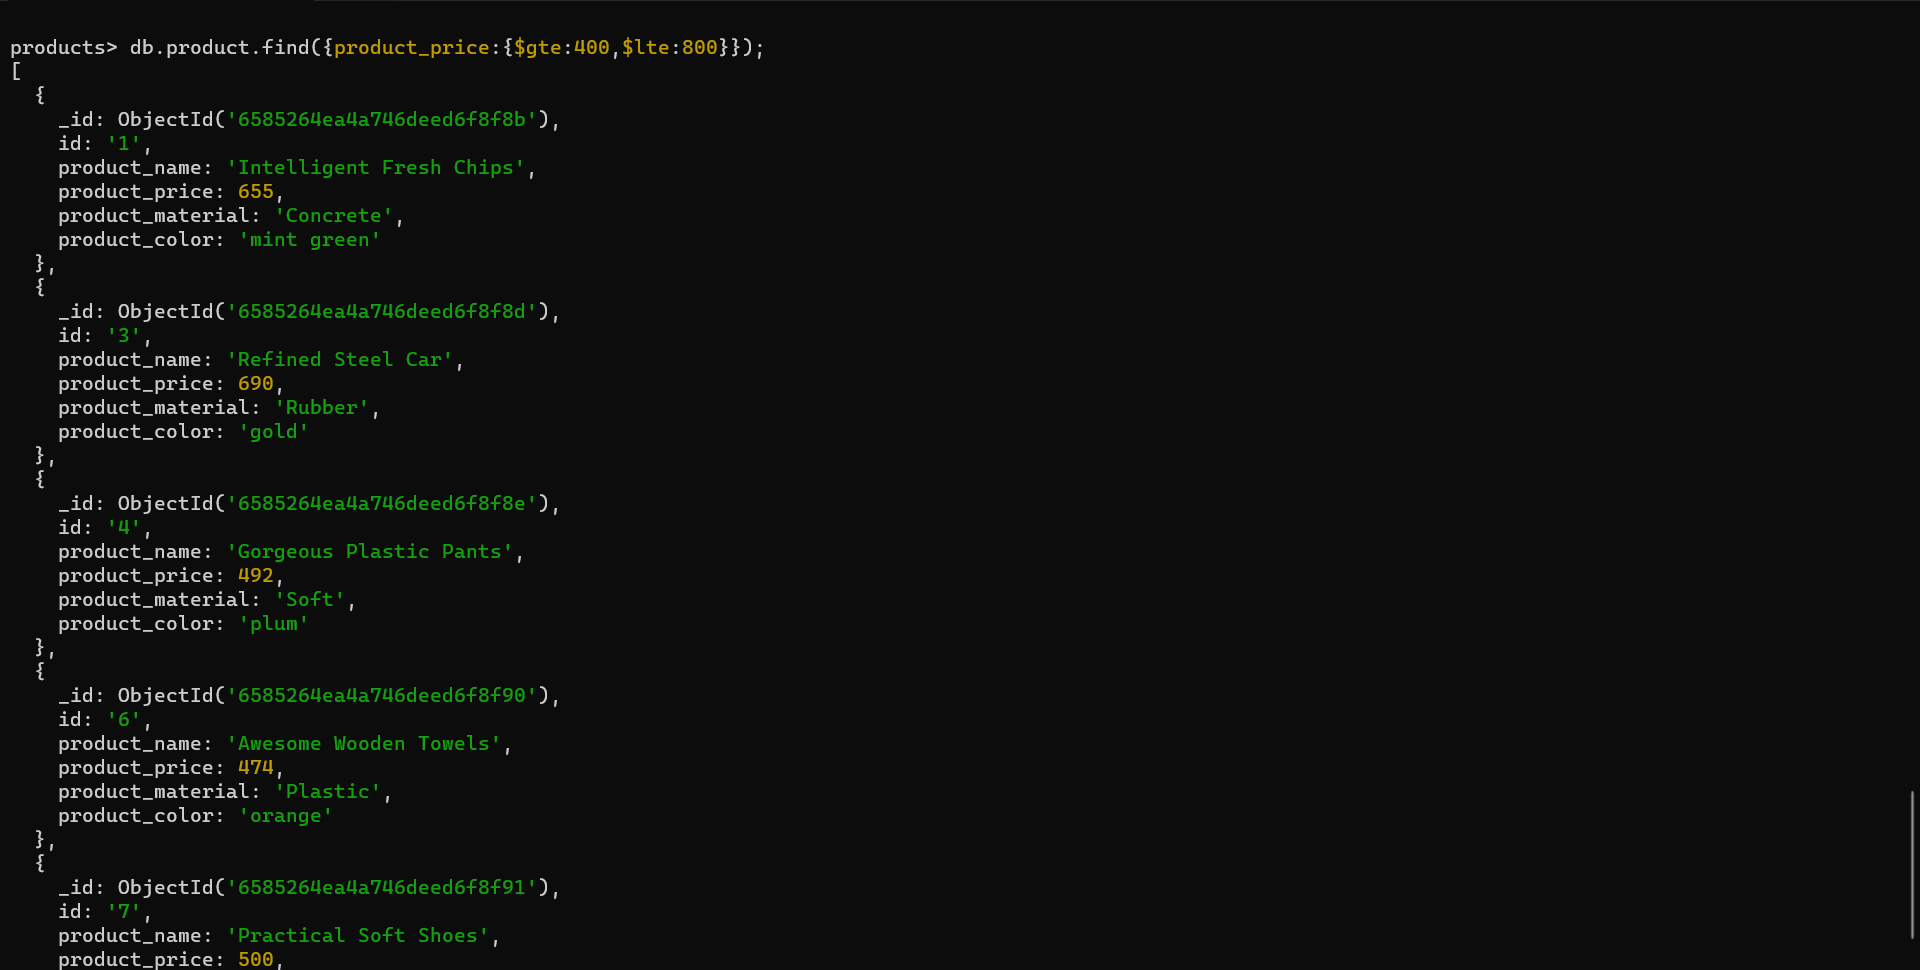 products> db.product.find({product_price:{$gte:400,$lte:800}});
[
  {
    _id: ObjectId('6585264ea4a746deed6f8f8b'),
    id: '1',
    product_name: 'Intelligent Fresh Chips',
    product_price: 655,
    product_material: 'Concrete',
    product_color: 'mint green'
  },
  {
    _id: ObjectId('6585264ea4a746deed6f8f8d'),
    id: '3',
    product_name: 'Refined Steel Car',
    product_price: 690,
    product_material: 'Rubber',
    product_color: 'gold'
  },
  {
    _id: ObjectId('6585264ea4a746deed6f8f8e'),
    id: '4',
    product_name: 'Gorgeous Plastic Pants',
    product_price: 492,
    product_material: 'Soft',
    product_color: 'plum'
  },
  {
    _id: ObjectId('6585264ea4a746deed6f8f90'),
    id: '6',
    product_name: 'Awesome Wooden Towels',
    product_price: 474,
    product_material: 'Plastic',
    product_color: 'orange'
  },
  {
    _id: ObjectId('6585264ea4a746deed6f8f91'),
    id: '7',
    product_name: 'Practical Soft Shoes',
    product_price: 500,